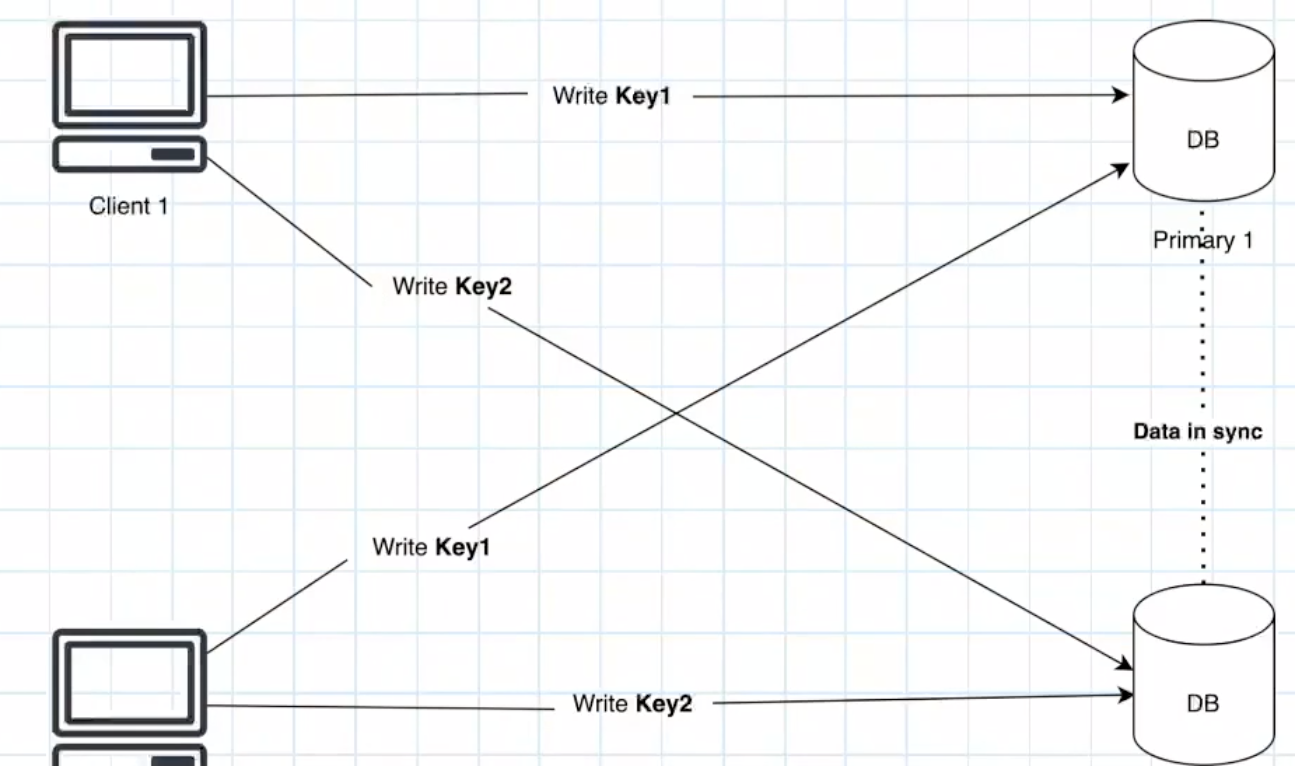 Write Key1
DB
Client 1
Primary 1
Write Key2
Data in sync
Write Key1
Write Key2
DB